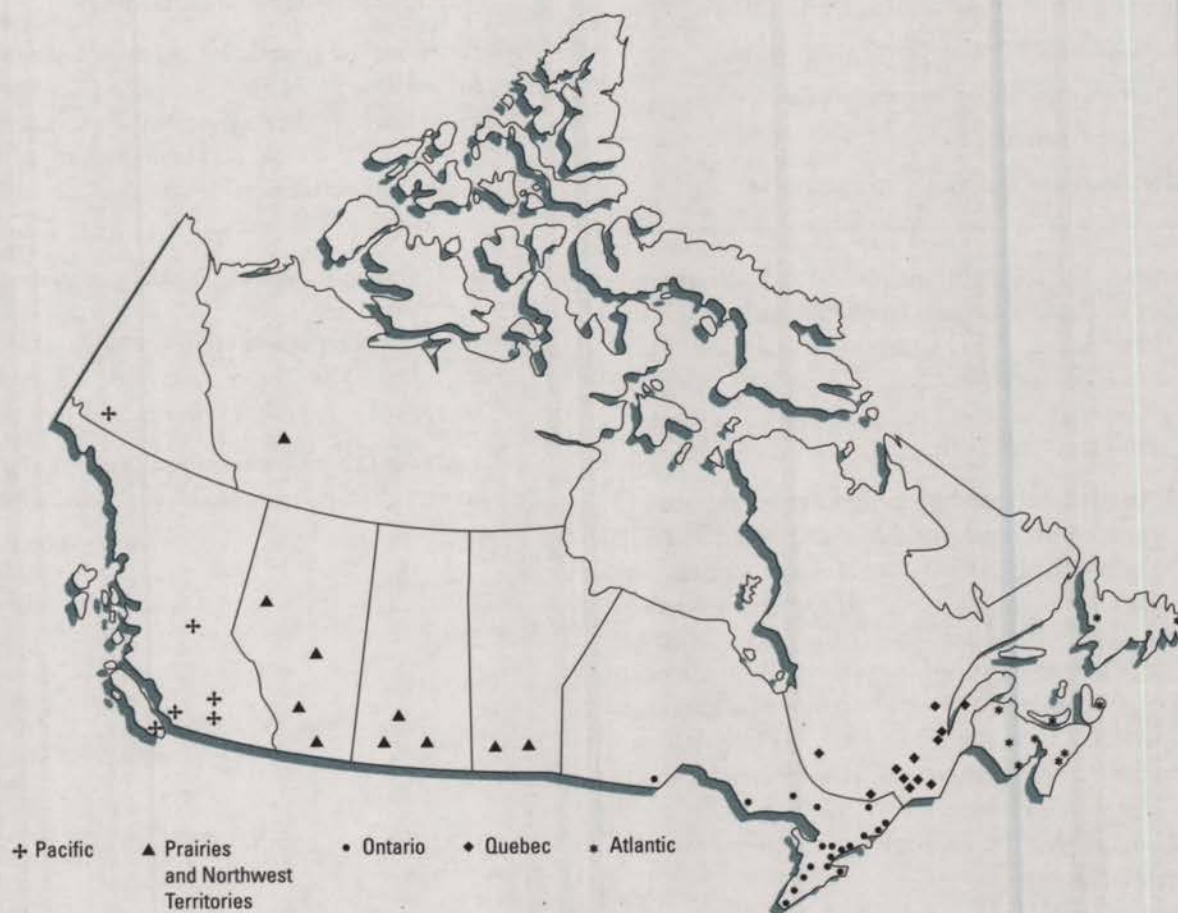 Pacific
Prairies
and Northwest
Territories
Ontario
Quebec
Atlantic